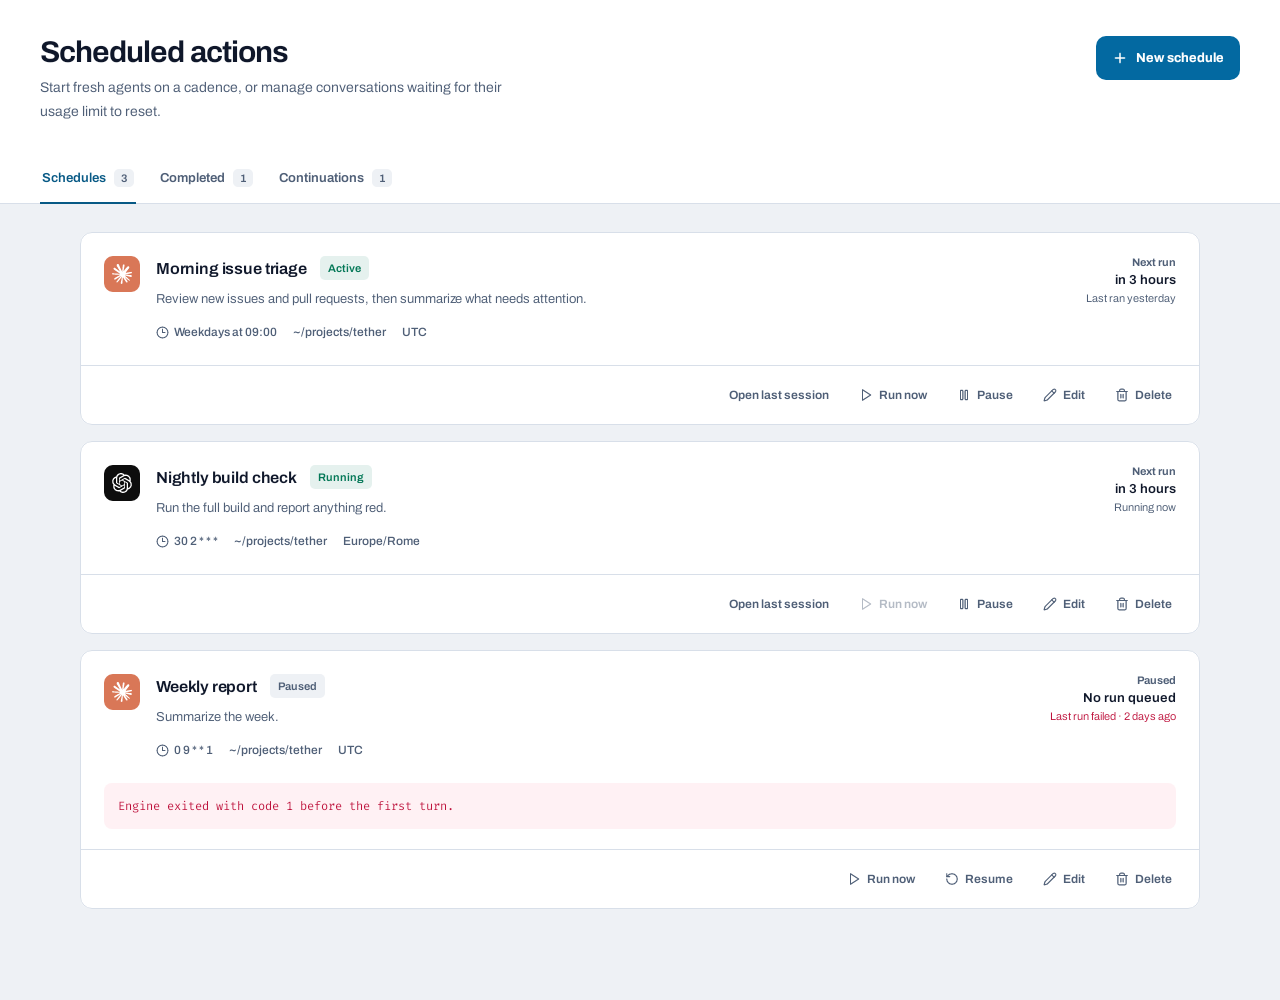 Scheduled actions
New schedule
Start fresh agents on a cadence, or manage conversations waiting for their
usage limit to reset.
Schedules 3 Completed 1 Continuations 1
Morning issue triage Active
Next run
in 3 hours
Last ran yesterday
Review new issues and pull requests, then summarize what needs attention.
Weekdays at 09:00 ~/projects/tether UTC
Open last session Run now Pause Edit Delete
Nightly build check Running
Next run
in 3 hours
Running now
Run the full build and report anything red.
30 2 * * * ~/projects/tether Europe/Rome
Open last session Run now Pause Edit Delete
Weekly report Paused
Paused
No run queued
Last run failed · 2 days ago
Summarize the week.
0 9 * * 1 ~/projects/tether UTC
Engine exited with code 1 before the first turn.
Run now Resume Edit Delete